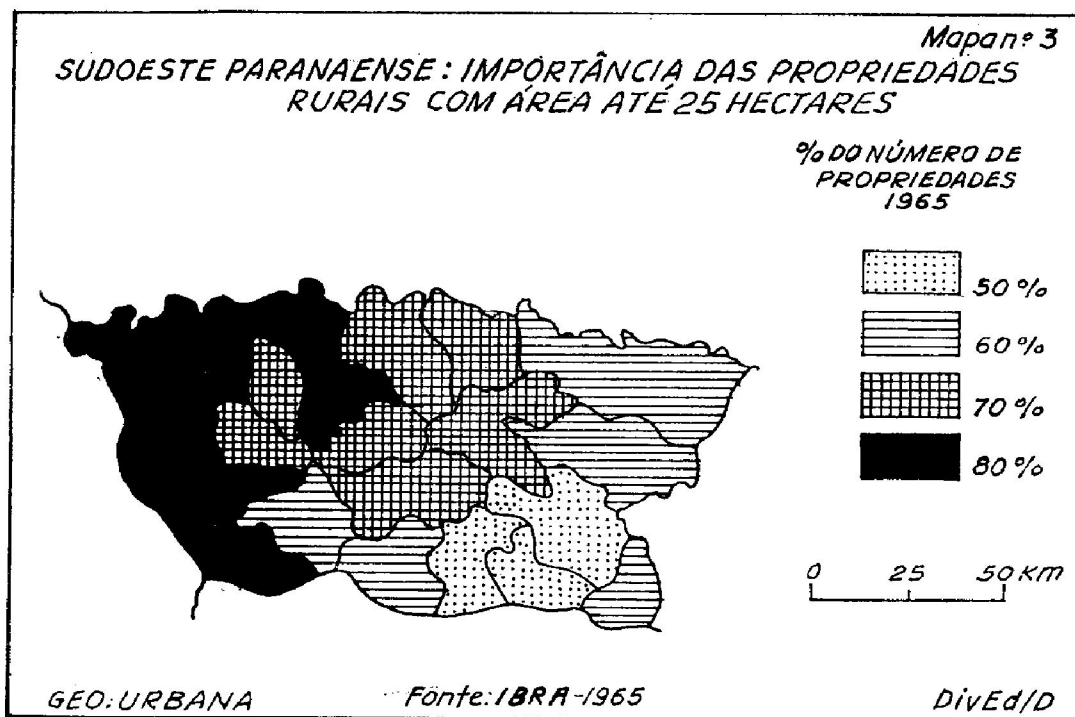 Mapa nº 3
SUDOESTE PARANAENSE: IMPORTÂNCIA DAS PROPRIEDADES
RURAIS COM ÁREA ATÉ 25 HECTARES
% DO NÚMERO DE
PROPRIEDADES
1965
50 %
60 %
70 %
80 %
0 25 50 KM
GEO: URBANA Fonte: IBRA-1965 DivEd/D